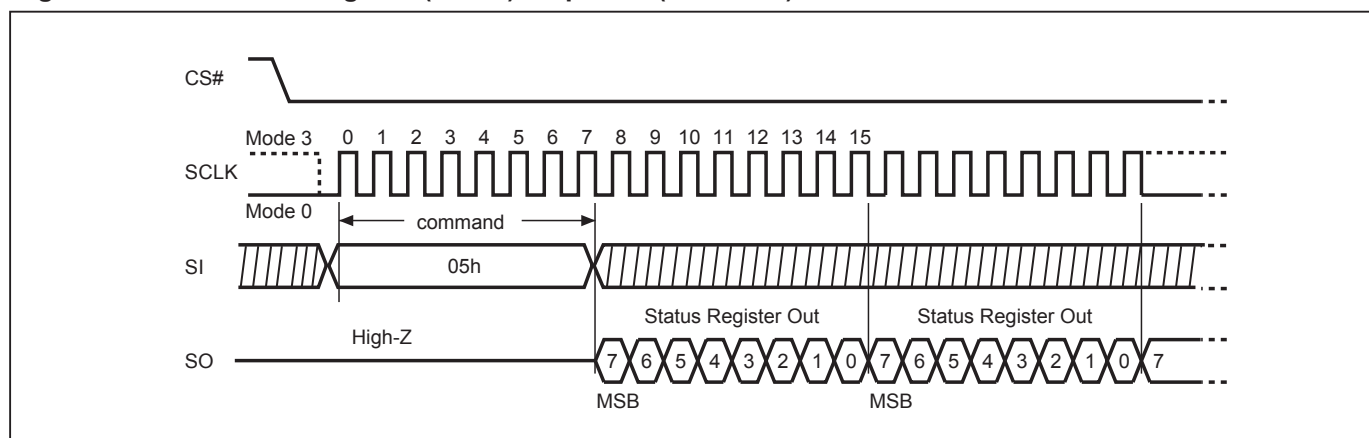 CS#
Mode 3
0 1 2 3 4 5 6 7 8 9 10 11 12 13 14 15
SCLK
Mode 0
command
SI
05h
Status Register Out Status Register Out
High-Z
SO
7 6 5 4 3 2 1 0 7 6 5 4 3 2 1 0 7
MSB MSB